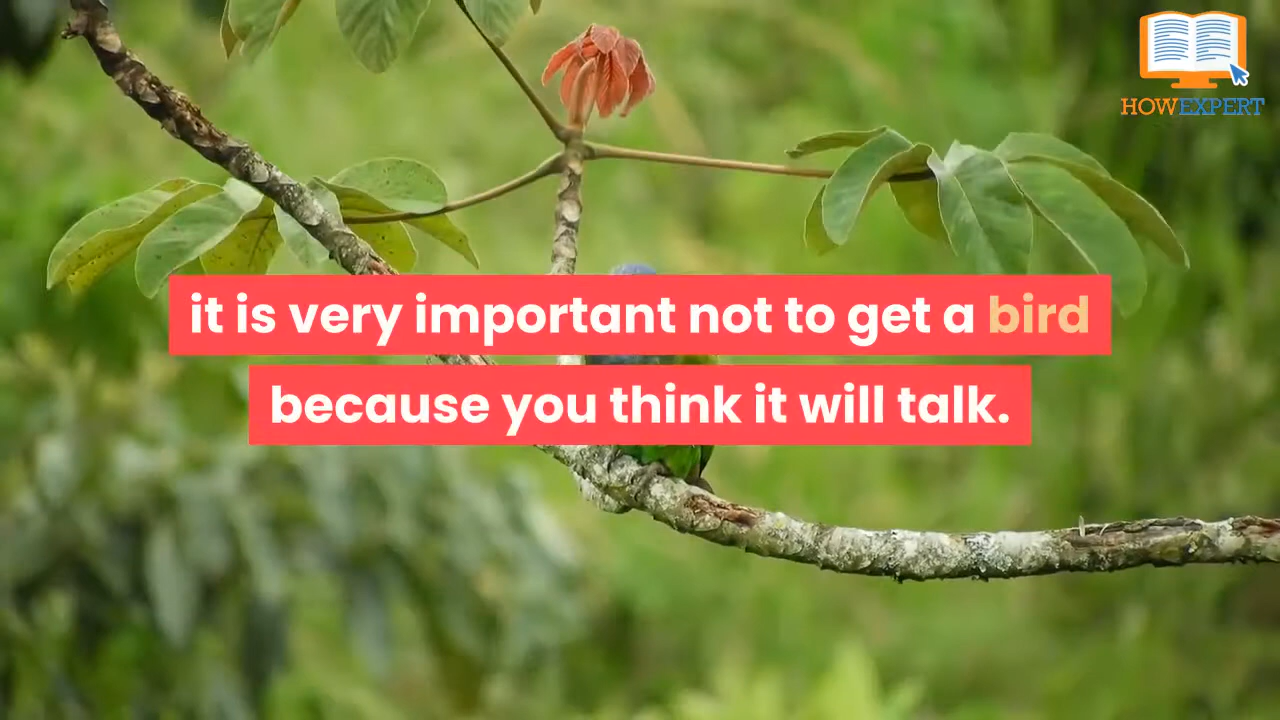 HOWEXPERT
it is very important not to get a bird
because you think it will talk.